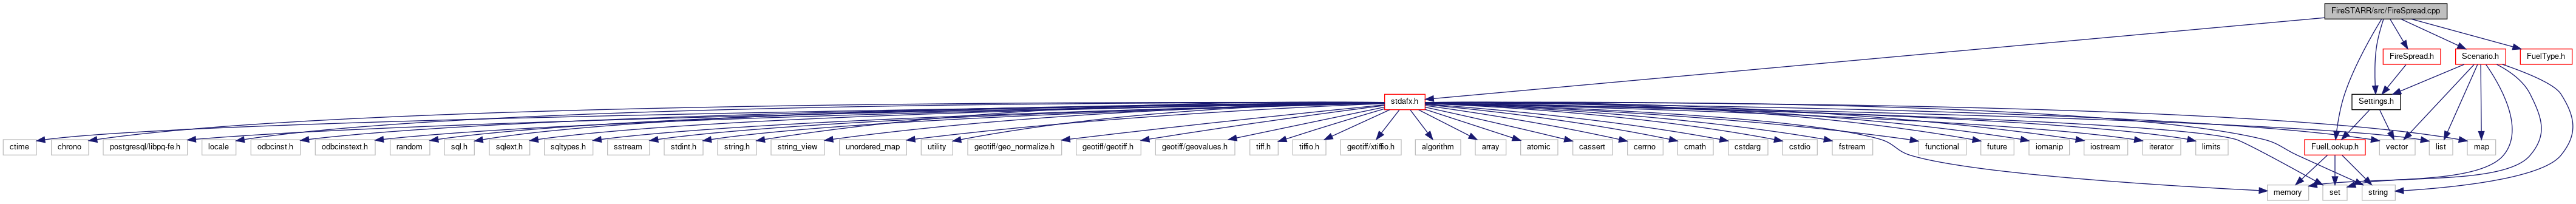 FireSTARR/src/FireSpread.cpp
FireSpread.h
Scenario.h
FuelType.h
stdafx.h
Settings.h
ctime
chrono
postgresql/libpq-fe.h
locale
odbcinst.h
odbcinstext.h
random
sql.h
sqlext.h
sqltypes.h
sstream
stdint.h
string.h
string_view
unordered_map
utility
geotiff/geo_normalize.h
geotiff/geotiff.h
geotiff/geovalues.h
tiff.h
tiffio.h
geotiff/xtiffio.h
algorithm
array
atomic
cassert
cerrno
cmath
cstdarg
cstdio
fstream
functional
future
iomanip
iostream
iterator
limits
FuelLookup.h
vector
list
map
memory
set
string